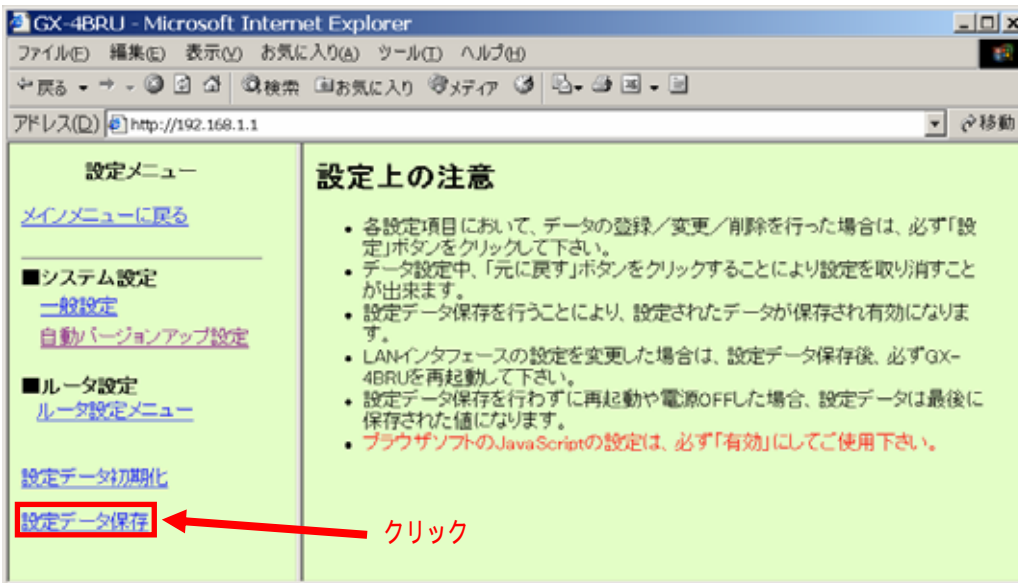 GX-4BRU - Microsoft Internet Explorer
ファイル(F) 編集(E) 表示(V) お気に入り(A) ツール(T) ヘルプ(H)
戻る 検索 お気に入り メディア
アドレス(D) http://192.168.1.1 移動
設定メニュー
メインメニューに戻る
■システム設定
一般設定
自動バージョンアップ設定
■ルータ設定
ルータ設定メニュー
設定データ初期化
設定データ保存
クリック
設定上の注意
• 各設定項目において、データの登録／変更／削除を行った場合は、必ず「設
定」ボタンをクリックして下さい。
• データ設定中、「元に戻す」ボタンをクリックすることにより設定を取り消すこと
が出来ます。
• 設定データ保存を行うことにより、設定されたデータが保存され有効になりま
す。
• LANインタフェースの設定を変更した場合は、設定データ保存後、必ずGX-
4BRUを再起動して下さい。
• 設定データ保存を行わずに再起動や電源OFFした場合、設定データは最後に
保存された値になります。
• ブラウザソフトのJavaScriptの設定は、必ず「有効」にしてご使用下さい。